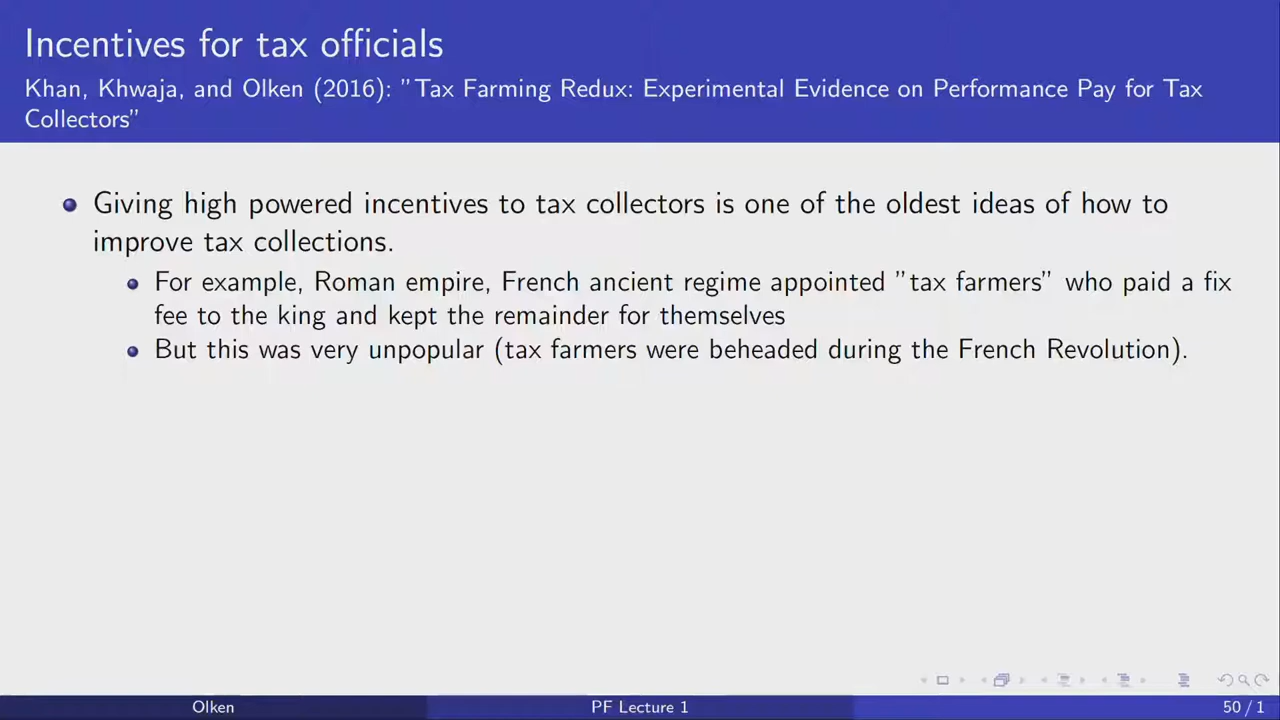 Incentives for tax officials
Khan, Khwaja, and Olken (2016): "Tax Farming Redux: Experimental Evidence on Performance Pay for Tax
Collectors"
Giving high powered incentives to tax collectors is one of the oldest ideas of how to
improve tax collections.
For example, Roman empire, French ancient regime appointed "tax farmers" who paid a fix
fee to the king and kept the remainder for themselves
But this was very unpopular (tax farmers were beheaded during the French Revolution).
Olken
PF Lecture 1
50 / 1